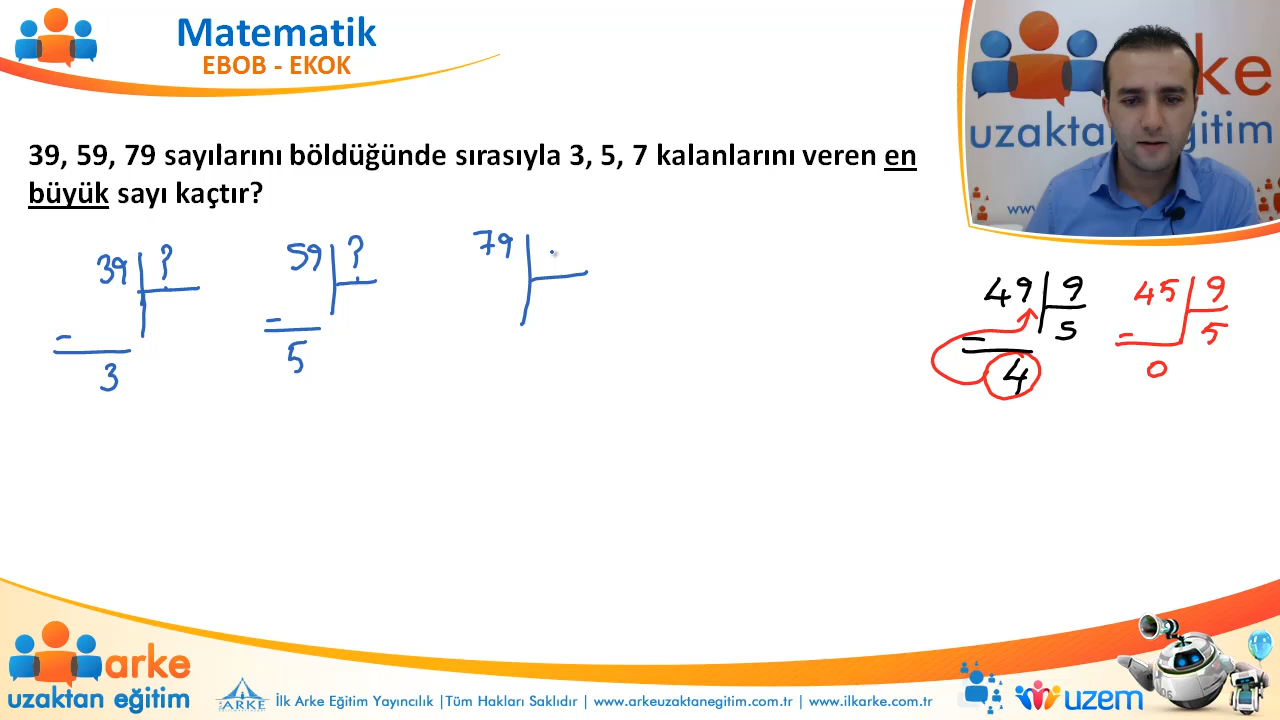 Matematik
EBOB - EKOK
arke
uzaktan eğitim
www
39, 59, 79 sayılarını böldüğünde sırasıyla 3, 5, 7 kalanlarını veren en
büyük sayı kaçtır?
39 ?
-
3
59 ?
-
5
79
49 9
- 5
4
45 9
- 5
0
arke
uzaktan eğitim
ARKE
İlk Arke Eğitim Yayıncılık |Tüm Hakları Saklıdır | www.arkeuzaktanegitim.com.tr | www.ilkarke.com.tr
uzem